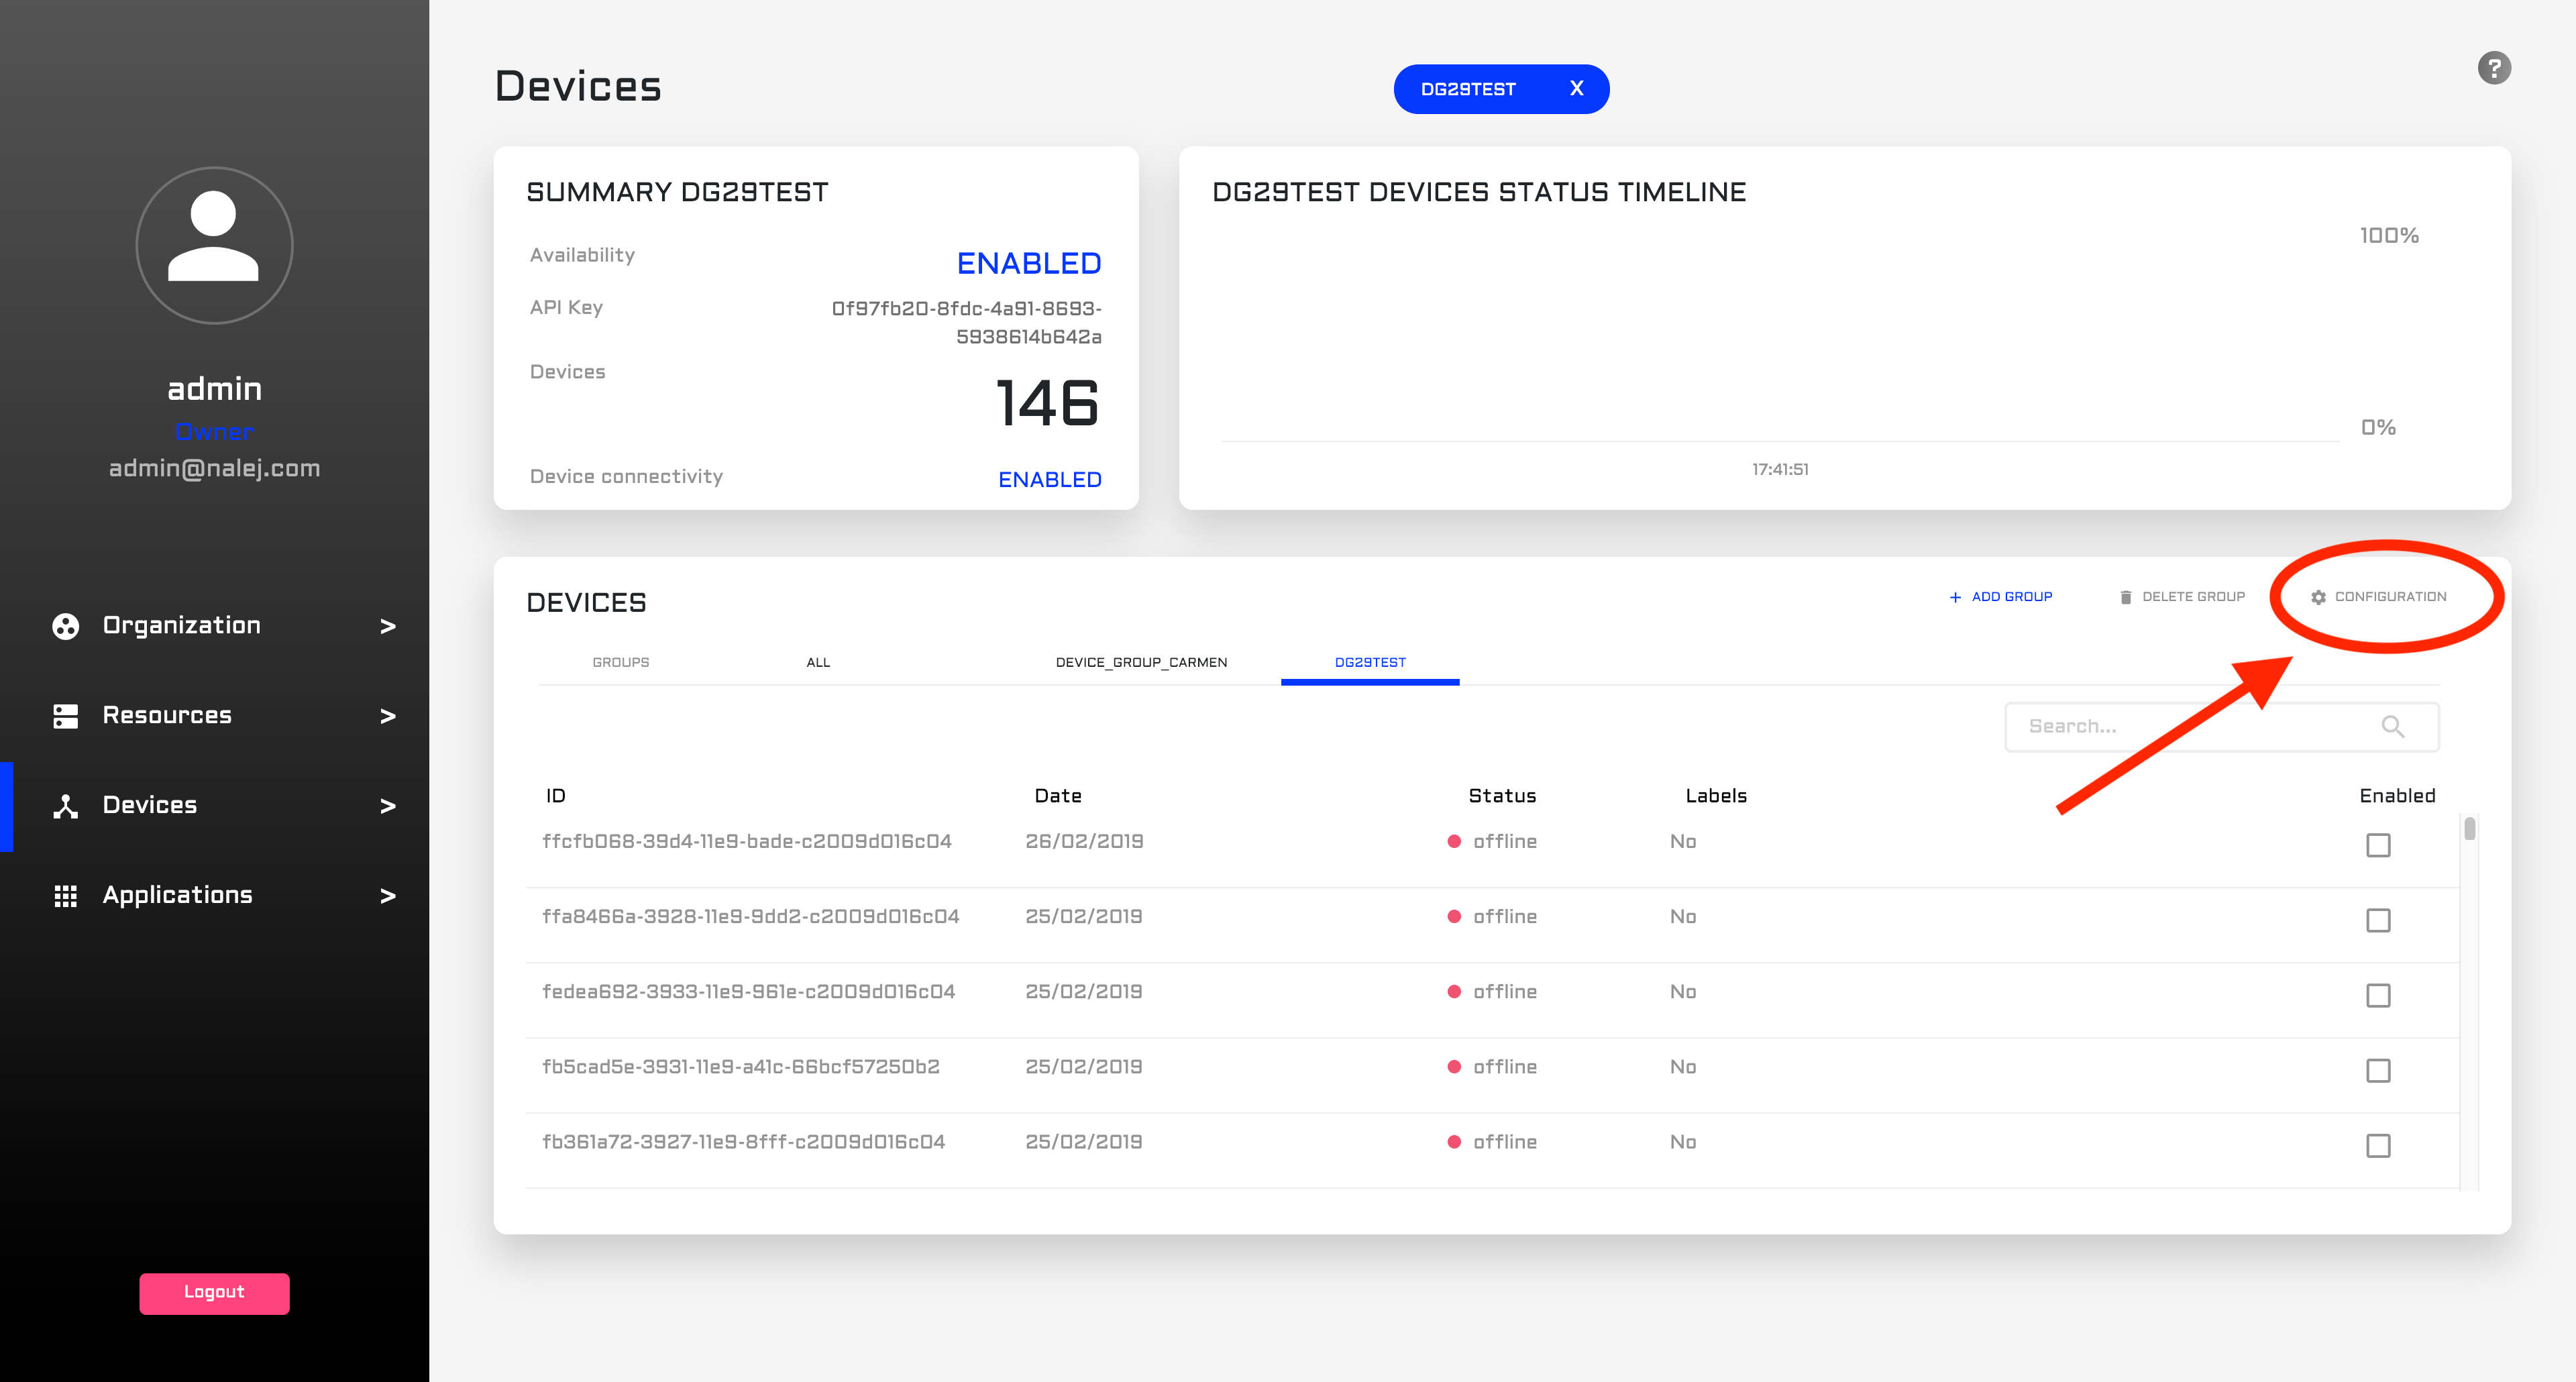 admin
Owner
admin@nalej.com
Organization >
Resources >
Devices >
Applications >
Logout
Devices
DG29TEST X
?
SUMMARY DG29TEST
Availability ENABLED
API Key 0f97fb20-8fdc-4a91-8693-
5938614b642a
Devices 146
Device connectivity ENABLED
DG29TEST DEVICES STATUS TIMELINE
100%
0%
17:41:51
DEVICES
+ ADD GROUP DELETE GROUP CONFIGURATION
GROUPS ALL DEVICE_GROUP_CARMEN DG29TEST
Search...
ID Date Status Labels Enabled
ffcfb068-39d4-11e9-bade-c2009d016c04 26/02/2019 offline No
ffa8466a-3928-11e9-9dd2-c2009d016c04 25/02/2019 offline No
fedea692-3933-11e9-961e-c2009d016c04 25/02/2019 offline No
fb5cad5e-3931-11e9-a41c-66bcf57250b2 25/02/2019 offline No
fb361a72-3927-11e9-8fff-c2009d016c04 25/02/2019 offline No